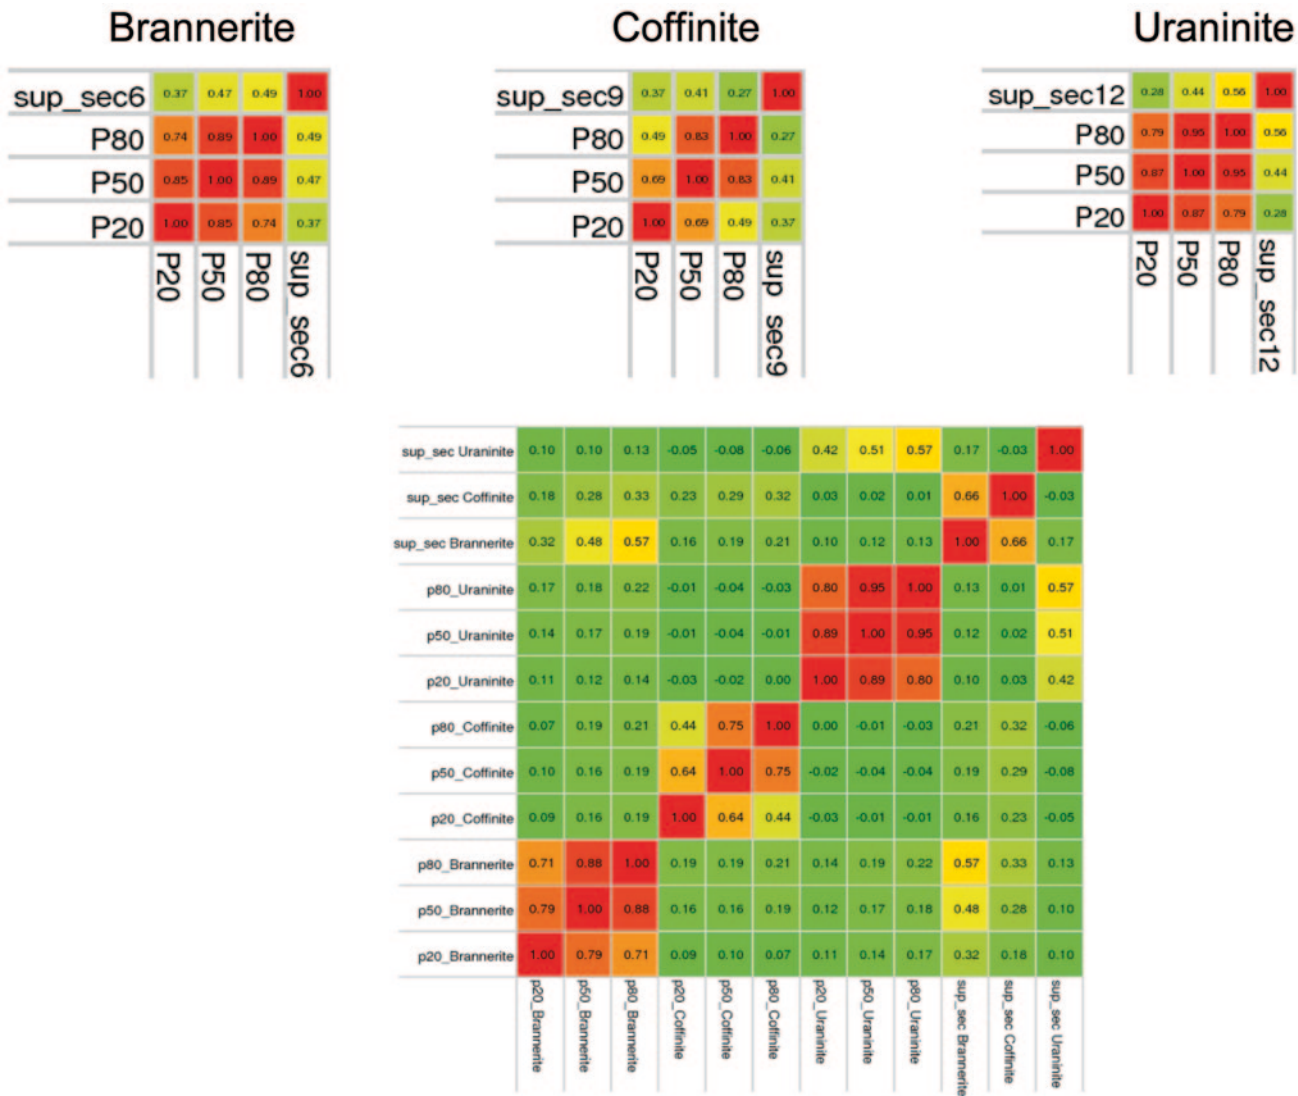 Brannerite Coffinite Uraninite
sup_sec6 0.37 0.47 0.49 1.00
P80 0.74 0.89 1.00 0.49
P50 0.85 1.00 0.89 0.47
P20 1.00 0.85 0.74 0.37
P20 P50 P80 sup_sec6
sup_sec9 0.37 0.41 0.27 1.00
P80 0.49 0.83 1.00 0.27
P50 0.69 1.00 0.83 0.41
P20 1.00 0.69 0.49 0.37
P20 P50 P80 sup_sec9
sup_sec12 0.28 0.44 0.56 1.00
P80 0.79 0.95 1.00 0.56
P50 0.87 1.00 0.95 0.44
P20 1.00 0.87 0.79 0.28
P20 P50 P80 sup_sec12
sup_sec Uraninite 0.10 0.10 0.13 -0.05 -0.08 -0.06 0.42 0.51 0.57 0.17 -0.03 1.00
sup_sec Coffinite 0.18 0.28 0.33 0.23 0.29 0.32 0.03 0.02 0.01 0.66 1.00 -0.03
sup_sec Brannerite 0.32 0.48 0.57 0.16 0.19 0.21 0.10 0.12 0.13 1.00 0.66 0.17
p80_Uraninite 0.17 0.18 0.22 -0.01 -0.04 -0.03 0.80 0.95 1.00 0.13 0.01 0.57
p50_Uraninite 0.14 0.17 0.19 -0.01 -0.04 -0.01 0.89 1.00 0.95 0.12 0.02 0.51
p20_Uraninite 0.11 0.12 0.14 -0.03 -0.02 0.00 1.00 0.89 0.80 0.10 0.03 0.42
p80_Coffinite 0.07 0.19 0.21 0.44 0.75 1.00 0.00 -0.01 -0.03 0.21 0.32 -0.06
p50_Coffinite 0.10 0.16 0.19 0.64 1.00 0.75 -0.02 -0.04 -0.04 0.19 0.29 -0.08
p20_Coffinite 0.09 0.16 0.19 1.00 0.64 0.44 -0.03 -0.01 -0.01 0.16 0.23 -0.05
p80_Brannerite 0.71 0.88 1.00 0.19 0.19 0.21 0.14 0.19 0.22 0.57 0.33 0.13
p50_Brannerite 0.79 1.00 0.88 0.16 0.16 0.19 0.12 0.17 0.18 0.48 0.28 0.10
p20_Brannerite 1.00 0.79 0.71 0.09 0.10 0.07 0.11 0.14 0.17 0.32 0.18 0.10
p20_Brannerite p50_Brannerite p80_Brannerite p20_Coffinite p50_Coffinite p80_Coffinite p20_Uraninite p50_Uraninite p80_Uraninite sup_sec Brannerite sup_sec Coffinite sup_sec Uraninite